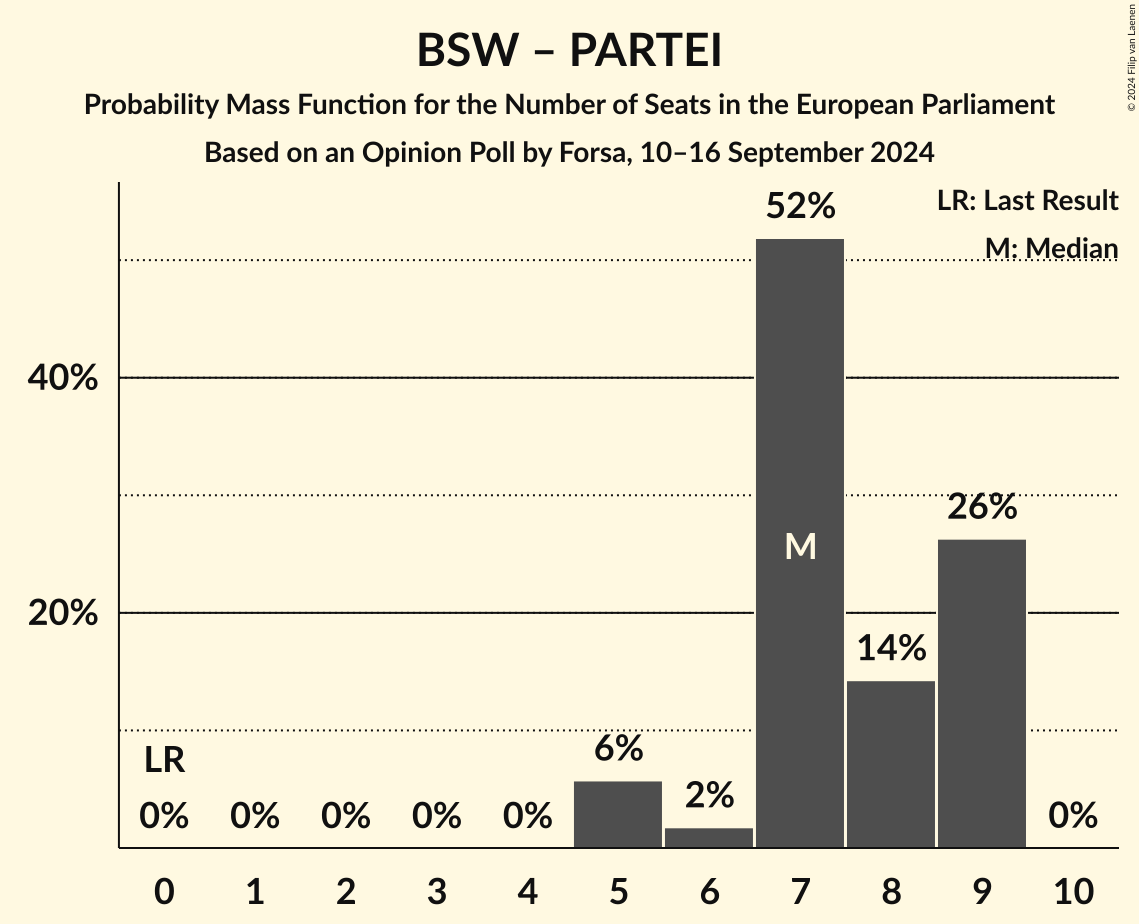 BSW – PARTEI
Probability Mass Function for the Number of Seats in the European Parliament
Based on an Opinion Poll by Forsa, 10–16 September 2024
© 2024 Filip van Laenen
LR: Last Result
M: Median
52%
40%
26%
M
20%
14%
LR
6%
2%
0% 0% 0% 0% 0% 0%
0 1 2 3 4 5 6 7 8 9 10